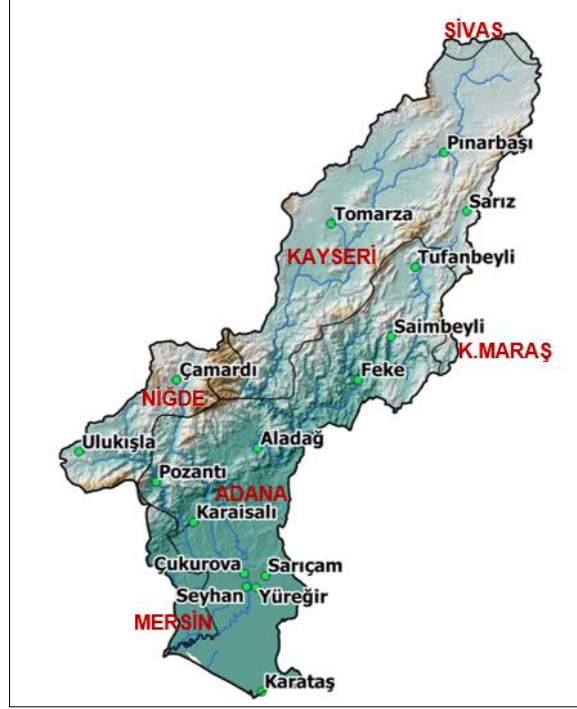 SİVAS
Pınarbaşı
Sarız
Tomarza
KAYSERİ
Tufanbeyli
Saimbeyli
K.MARAŞ
Çamardı
Feke
NİĞDE
Ulukışla
Aladağ
Pozantı
ADANA
Karaisalı
Çukurova
Sarıçam
Seyhan
Yüreğir
MERSİN
Karataş